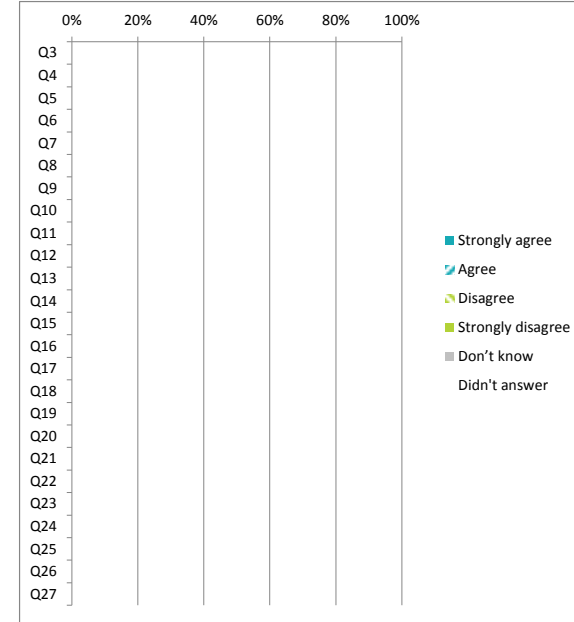 0% 20% 40% 60% 80% 100%
Q3
Q4
Q5
Q6
Q7
Q8
Q9
Q10
Q11
Q12
Q13
Q14
Q15
Q16
Q17
Q18
Q19
Q20
Q21
Q22
Q23
Q24
Q25
Q26
Q27
Strongly agree
Agree
Disagree
Strongly disagree
Don’t know
Didn't answer